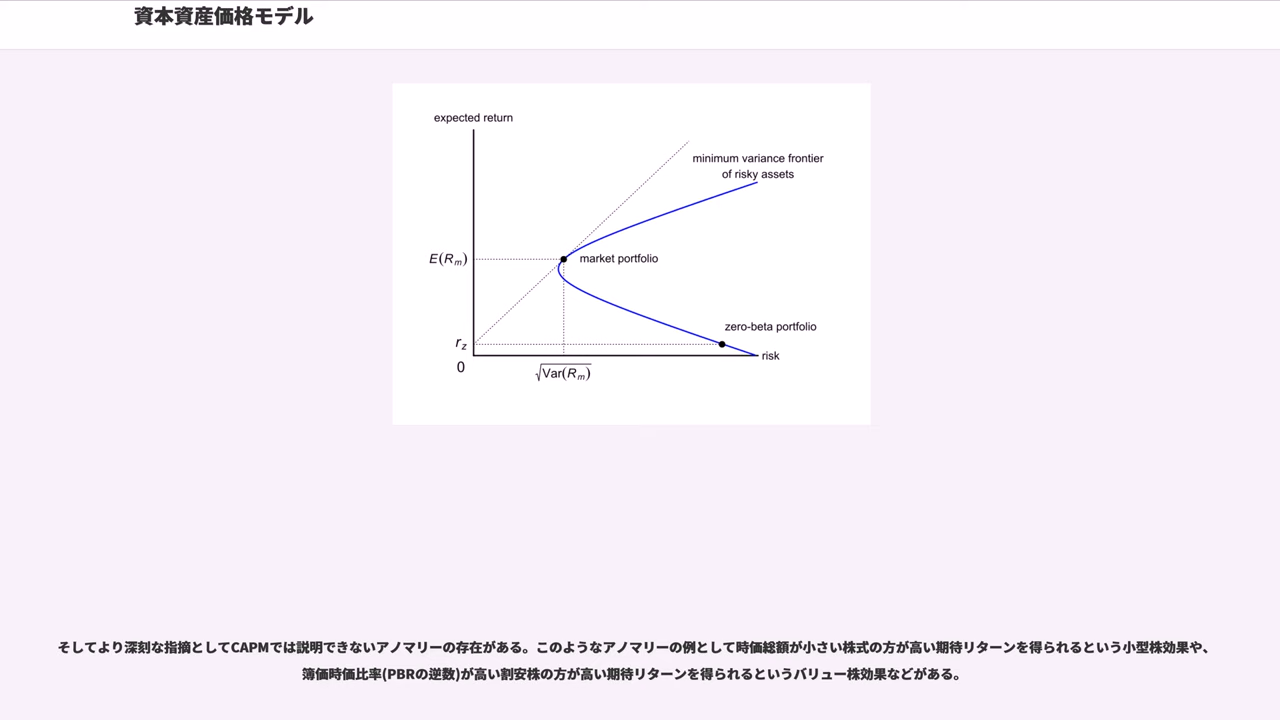 資本資産価格モデル
expected return
minimum variance frontier
of risky assets
E(Rm)
market portfolio
zero-beta portfolio
rz
risk
0
√Var(Rm)
そしてより深刻な指摘としてCAPMでは説明できないアノマリーの存在がある。このようなアノマリーの例として時価総額が小さい株式の方が高い期待リターンを得られるという小型株効果や、
簿価時価比率(PBRの逆数)が高い割安株の方が高い期待リターンを得られるというバリュー株効果などがある。